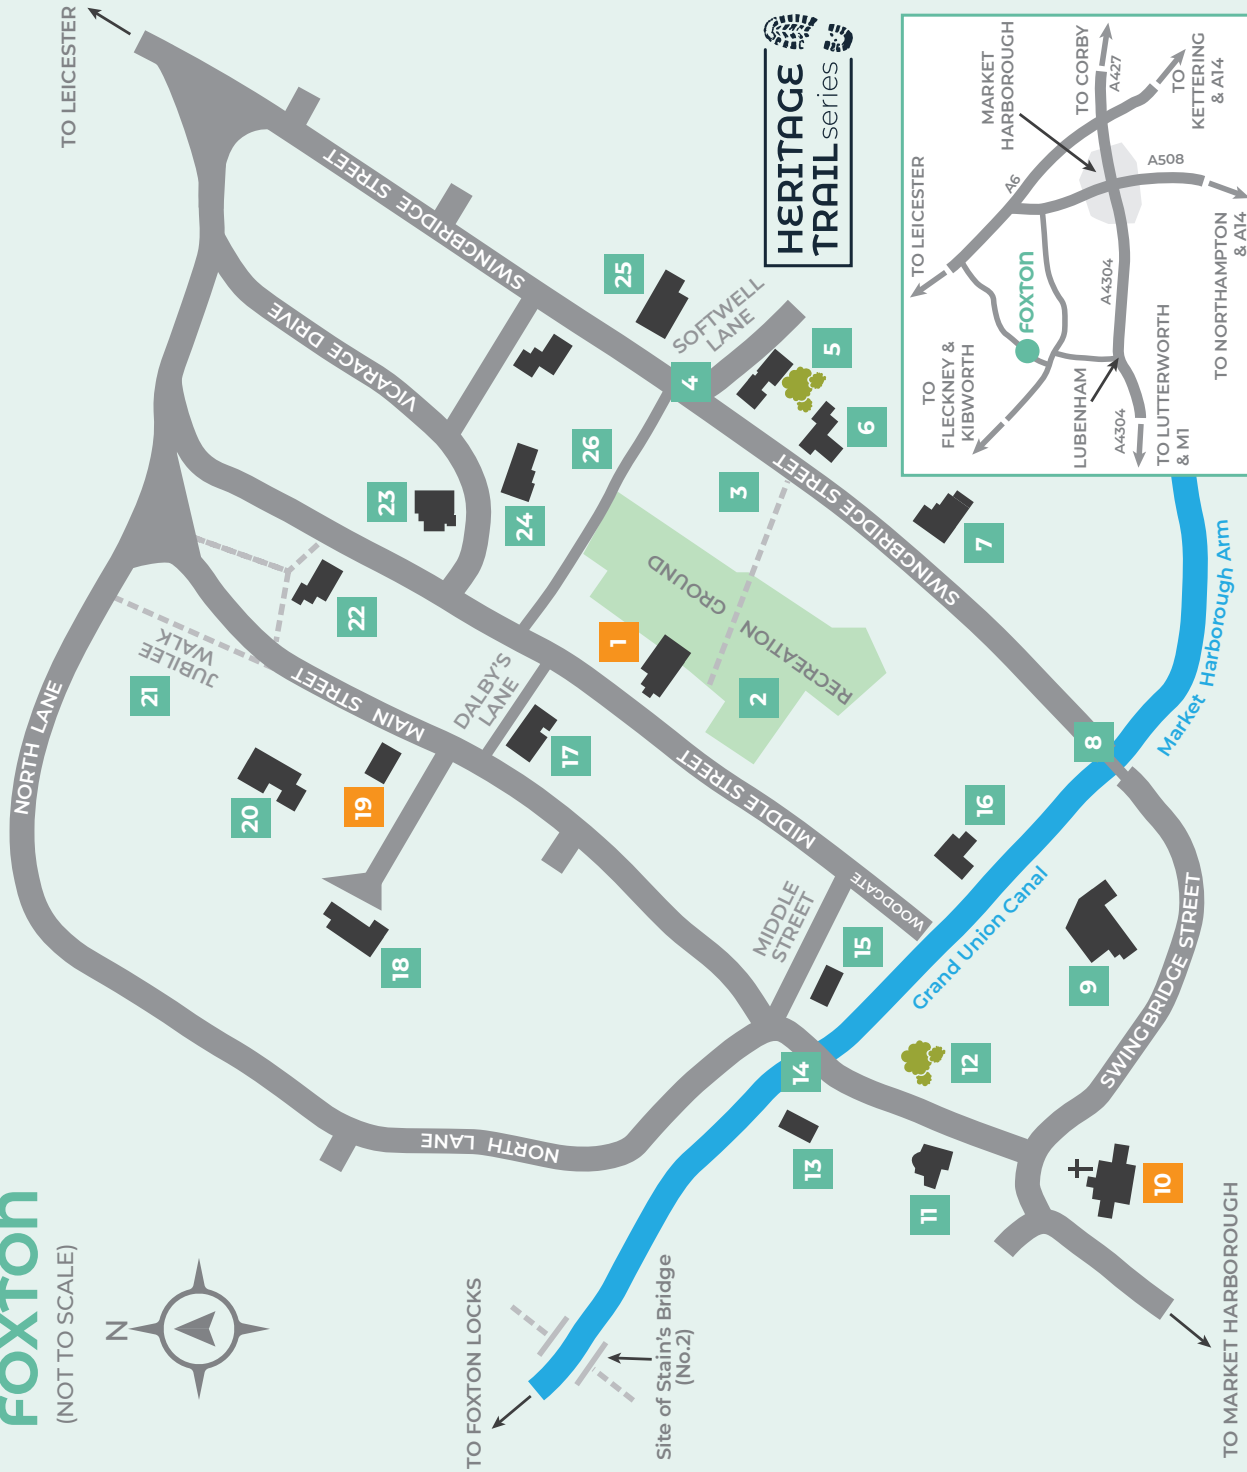 FOXTON
(NOT TO SCALE)
N
TO LEICESTER
NORTH LANE
JUBILEE
WALK
21
20
19
18
22
23
24
25
26
VICARAGE DRIVE
SWINGBRIDGE STREET
MAIN STREET
DALBY'S
LANE
17
1
2
3
RECREATION
GROUND
SOFTWELL
LANE
4
5
6
7
SWINGBRIDGE STREET
MIDDLE STREET
WOODGATE
MIDDLE
STREET
15
16
8
Market Harborough Arm
Grand Union Canal
9
SWINGBRIDGE STREET
NORTH LANE
14
12
13
11
10
TO FOXTON LOCKS
Site of Stain's Bridge
(No.2)
TO MARKET HARBOROUGH
HERITAGE
TRAIL series
TO LEICESTER
MARKET
HARBOROUGH
TO CORBY
A427
TO
KETTERING
& A14
A6
A508
FOXTON
TO
FLECKNEY &
KIBWORTH
A4304
LUBENHAM
A4304
TO LUTTERWORTH
& M1
TO NORTHAMPTON
& A14